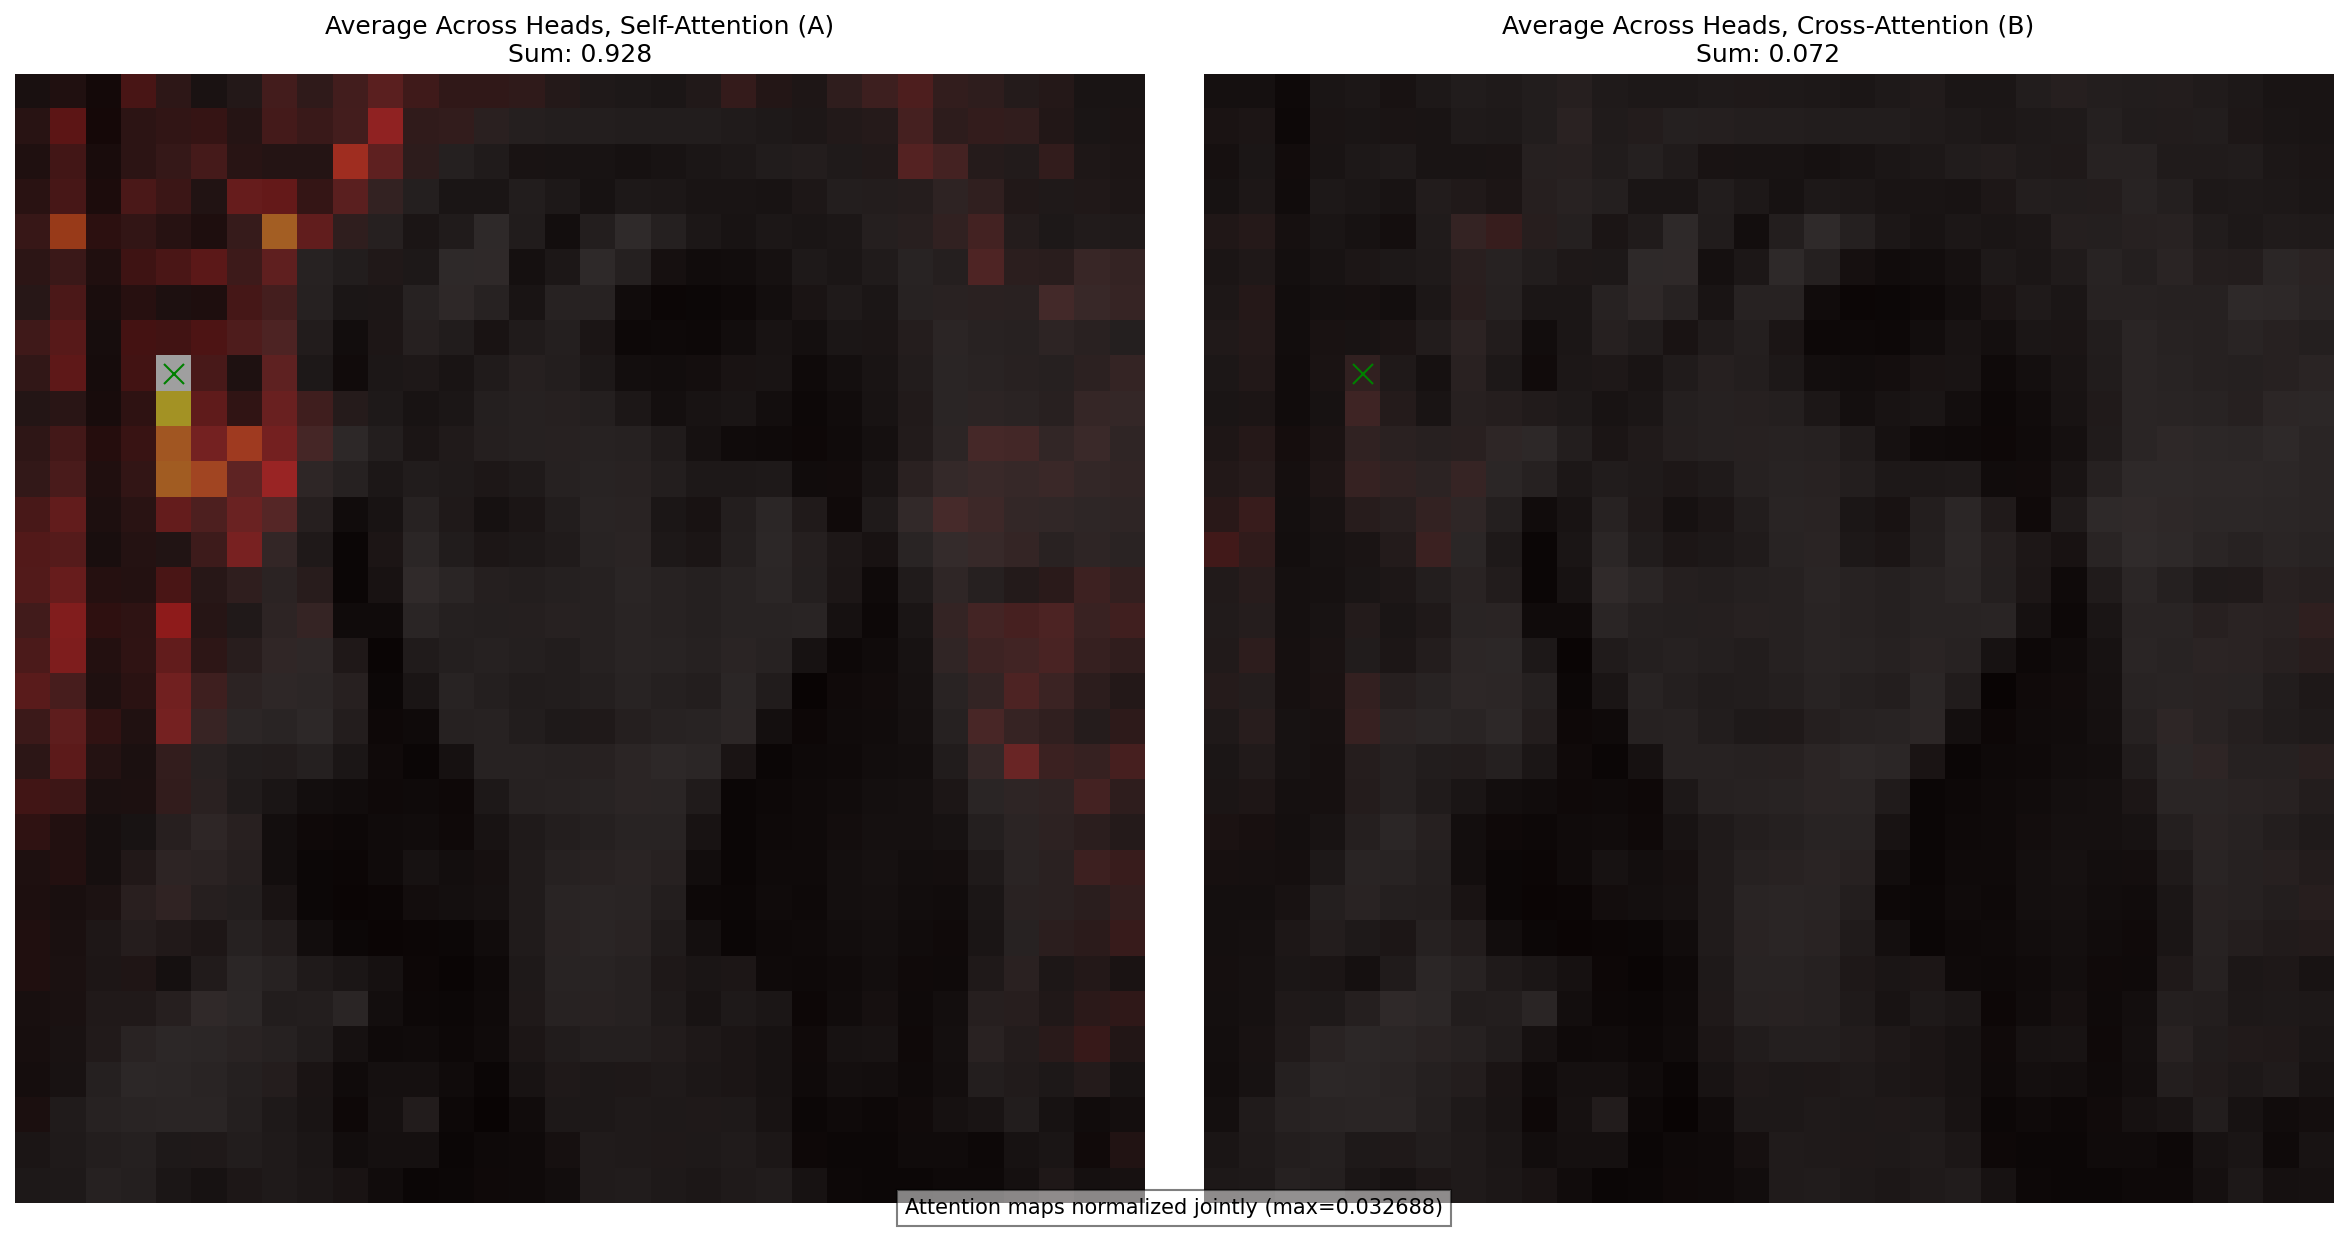 Average Across Heads, Self-Attention (A)
Sum: 0.928
Average Across Heads, Cross-Attention (B)
Sum: 0.072
Attention maps normalized jointly (max=0.032688)